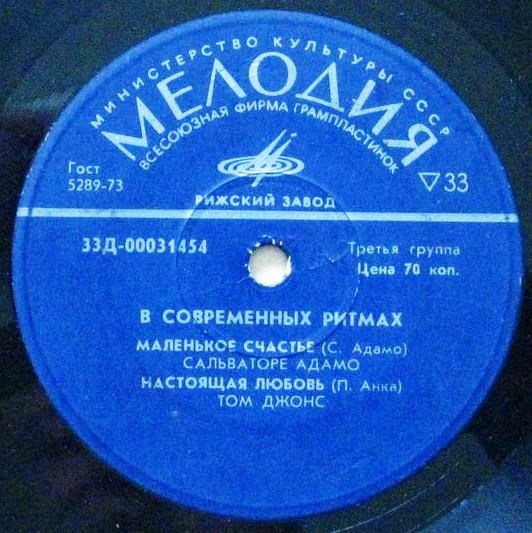 МИНИСТЕРСТВО КУЛЬТУРЫ СССР
МЕЛОДИЯ
ВСЕСОЮЗНАЯ ФИРМА ГРАМПЛАСТИНОК
Гост
5289-73
▽33
РИЖСКИЙ ЗАВОД
33Д-00031454
Третья группа
Цена 70 коп.
В СОВРЕМЕННЫХ РИТМАХ
МАЛЕНЬКОЕ СЧАСТЬЕ (С. Адамо)
САЛЬВАТОРЕ АДАМО
НАСТОЯЩАЯ ЛЮБОВЬ (П. Анка)
ТОМ ДЖОНС